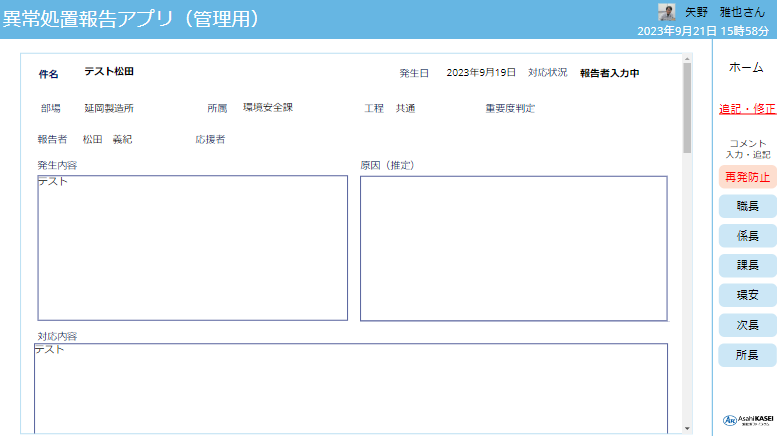 異常処置報告アプリ（管理用）
矢野　雅也さん
2023年9月21日 15時58分
件名 テスト松田 発生日 2023年9月19日 対応状況 報告者入力中
部場 延岡製造所 所属 環境安全課 工程 共通 重要度判定
報告者 松田　義紀 応援者
発生内容 原因（推定）
テスト
対応内容
テスト
ホーム
追記・修正
コメント
入力・追記
再発防止
職長
係長
課長
環安
次長
所長
AsahiKASEI